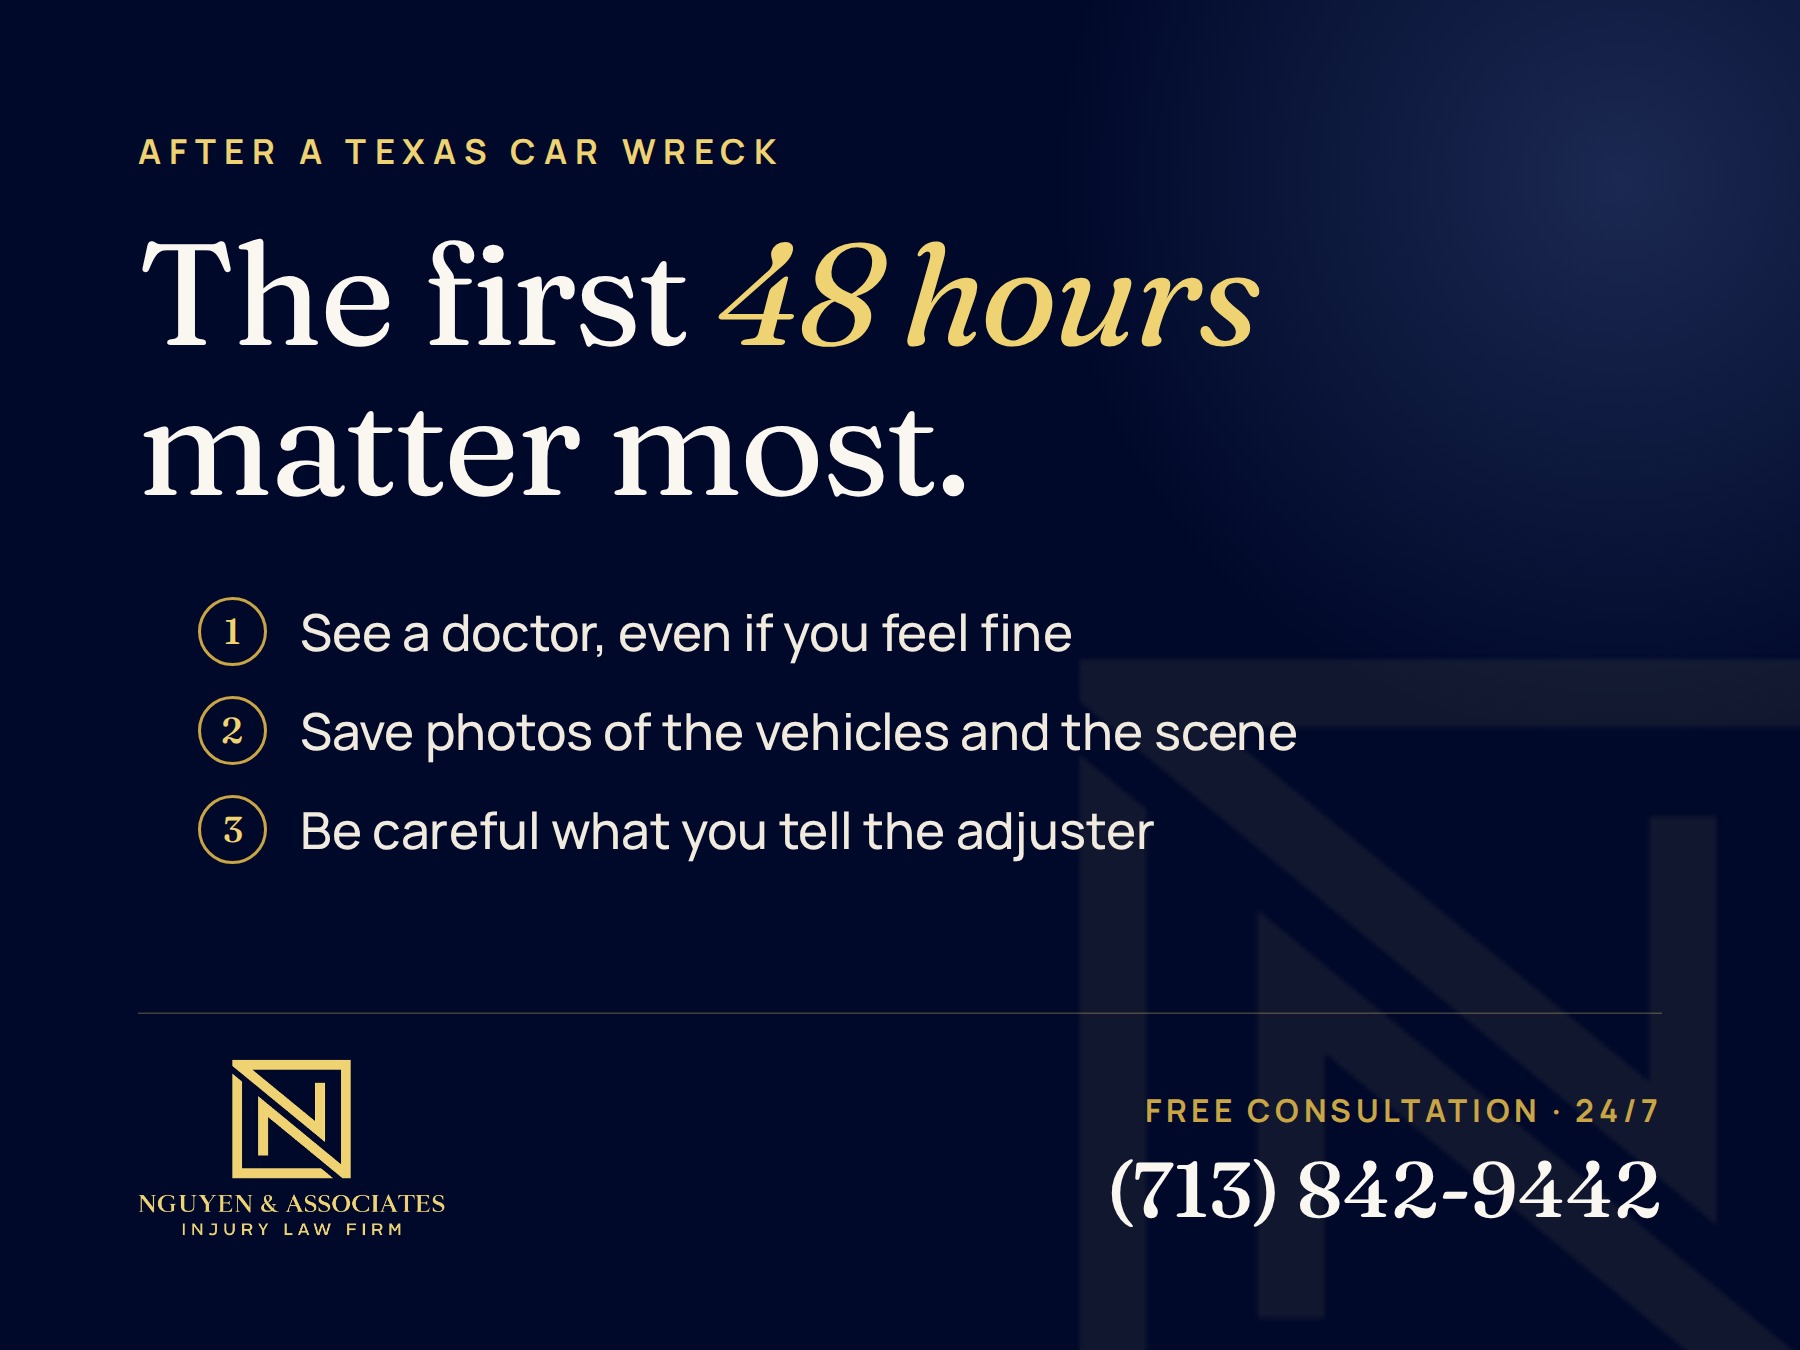 AFTER A TEXAS CAR WRECK
The first 48 hours
matter most.
1 See a doctor, even if you feel fine
2 Save photos of the vehicles and the scene
3 Be careful what you tell the adjuster
NGUYEN & ASSOCIATES
INJURY LAW FIRM
FREE CONSULTATION · 24/7
(713) 842-9442